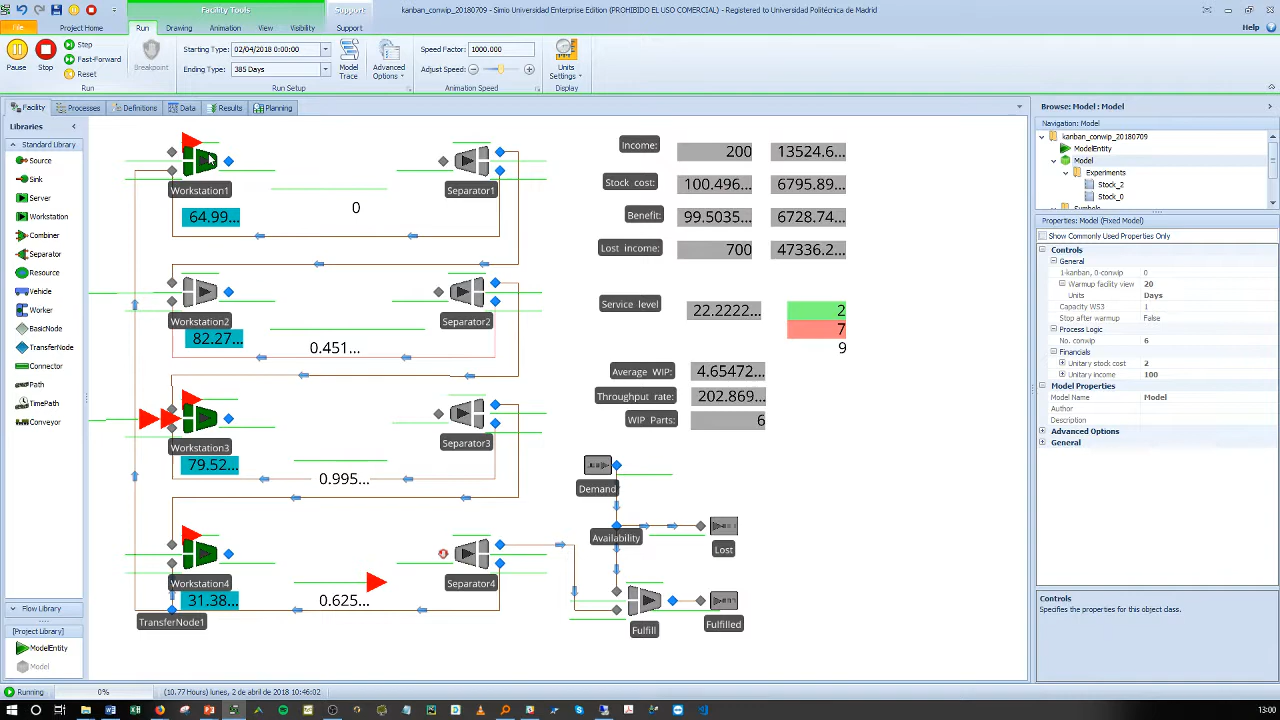 Facility Tools
Support
kanban_conwip_20180709 - Simio Universidad Enterprise Edition (PROHIBIDO EL USO COMERCIAL) - Registered to Universidad Politécnica de Madrid
File
Project Home
Run
Drawing
Animation
View
Visibility
Support
Help
Pause
Stop
Step
Fast-Forward
Reset
Run
Breakpoint
Starting Type: 02/04/2018 0:00:00
Ending Type: 385 Days
Run Setup
Model Trace
Advanced Options
Speed Factor: 1000.000
Adjust Speed:
Animation Speed
Units Settings
Display
Facility
Processes
Definitions
Data
Results
Planning
Libraries
Standard Library
Source
Sink
Server
Workstation
Combiner
Separator
Resource
Vehicle
Worker
BasicNode
TransferNode
Connector
Path
TimePath
Conveyor
Flow Library
[Project Library]
ModelEntity
Model
Workstation1
64.99...
0
Separator1
Workstation2
82.27...
0.451...
Separator2
Workstation3
79.52...
0.995...
Separator3
Workstation4
31.38...
0.625...
Separator4
TransferNode1
Income: 200 13524.6...
Stock cost: 100.496... 6795.89...
Benefit: 99.5035... 6728.74...
Lost income: 700 47336.2...
Service level 22.2222... 2
7
9
Average WIP: 4.65472...
Throughput rate: 202.869...
WIP Parts: 6
Demand
Availability
Lost
Fulfill
Fulfilled
Browse: Model : Model
Navigation: Model
kanban_conwip_20180709
ModelEntity
Model
Experiments
Stock_2
Stock_0
Symbols
Properties: Model (Fixed Model)
Show Commonly Used Properties Only
Controls
General
1-kanban, 0-conwip 0
Warmup facility view 20
Units Days
Capacity WS3 1
Stop after warmup False
Process Logic
No. conwip 6
Financials
Unitary stock cost 2
Unitary income 100
Model Properties
Model Name Model
Author
Description
Advanced Options
General
Controls
Specifies the properties for this object class.
Running
0%
(10.77 Hours) lunes, 2 de abril de 2018 10:46:02
13:00